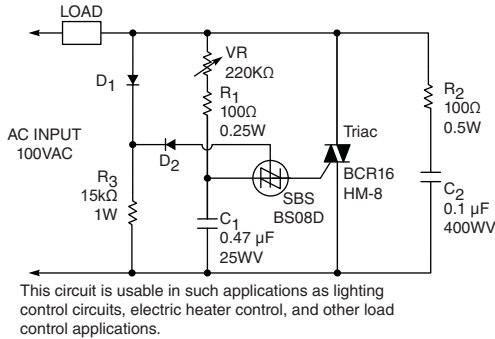 LOAD
VR
220KΩ
D1
R1
100Ω
0.25W
R2
100Ω
0.5W
AC INPUT
100VAC
Triac
D2
BCR16
HM-8
R3
15kΩ
1W
SBS
BS08D
C1
0.47 µF
25WV
C2
0.1 µF
400WV
This circuit is usable in such applications as lighting
control circuits, electric heater control, and other load
control applications.